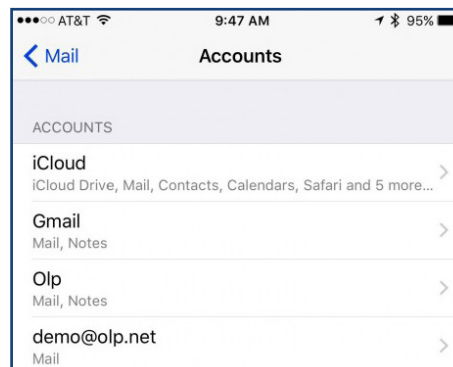 AT&T 9:47 AM 95%
Mail Accounts
ACCOUNTS
iCloud
iCloud Drive, Mail, Contacts, Calendars, Safari and 5 more...
Gmail
Mail, Notes
Olp
Mail, Notes
demo@olp.net
Mail